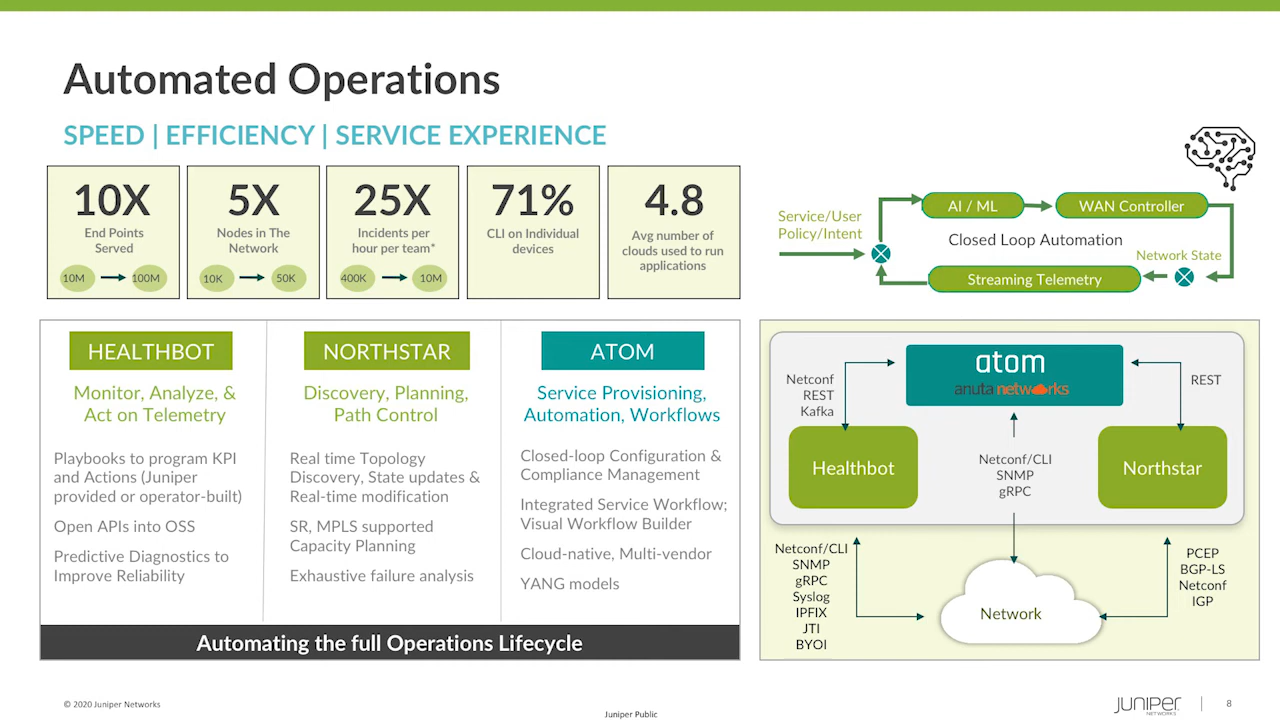 Automated Operations
SPEED | EFFICIENCY | SERVICE EXPERIENCE
10X
End Points
Served
10M
100M
5X
Nodes in The
Network
10K
50K
25X
Incidents per
hour per team*
400K
10M
71%
CLI on Individual
devices
4.8
Avg number of
clouds used to run
applications
Service/User
Policy/Intent
AI / ML
WAN Controller
Closed Loop Automation
Network State
Streaming Telemetry
HEALTHBOT
Monitor, Analyze, &
Act on Telemetry
Playbooks to program KPI
and Actions (Juniper
provided or operator-built)
Open APIs into OSS
Predictive Diagnostics to
Improve Reliability
NORTHSTAR
Discovery, Planning,
Path Control
Real time Topology
Discovery, State updates &
Real-time modification
SR, MPLS supported
Capacity Planning
Exhaustive failure analysis
ATOM
Service Provisioning,
Automation, Workflows
Closed-loop Configuration &
Compliance Management
Integrated Service Workflow;
Visual Workflow Builder
Cloud-native, Multi-vendor
YANG models
Automating the full Operations Lifecycle
atom
anuta networks
Netconf
REST
Kafka
REST
Healthbot
Netconf/CLI
SNMP
gRPC
Northstar
Netconf/CLI
SNMP
gRPC
Syslog
IPFIX
JTI
BYOI
Network
PCEP
BGP-LS
Netconf
IGP
© 2020 Juniper Networks
Juniper Public
JUNIPER
NETWORKS
8